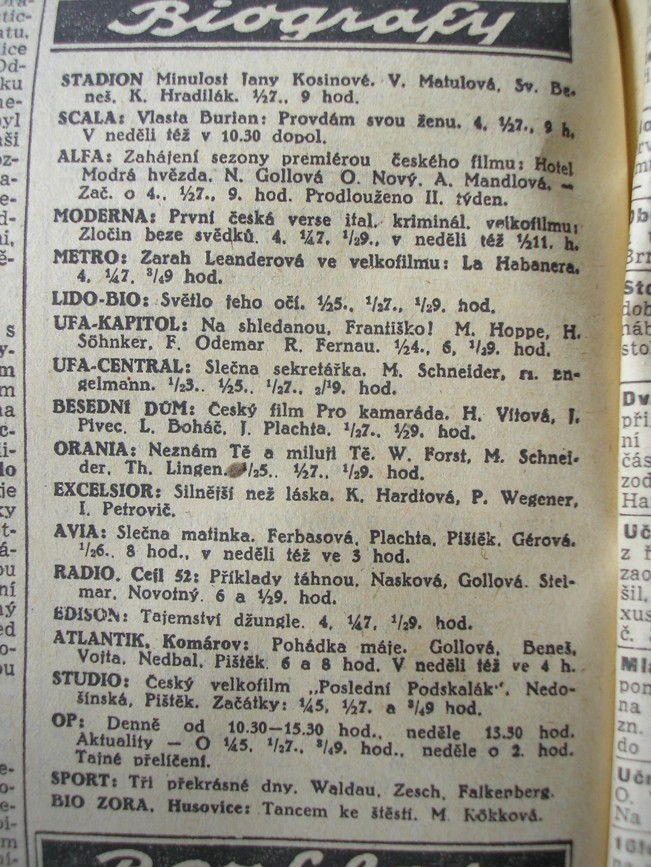 Biografy
STADION Minulost Jany Kosinové. V. Matulová, Sv. Be-
neš, K. Hradilák. ½7., 9 hod.
SCALA: Vlasta Burian: Provdám svou ženu. 4, ½7., 9 h,
V neděli též v 10.30 dopol.
ALFA: Zahájení sezony premiérou českého filmu: Hotel
Modrá hvězda. N. Gollová O. Nový, A. Mandlová, —
Zač. o 4., ½7., 9. hod. Prodlouženo II. týden.
MODERNA: První česká verse ital. kriminál. velkofilmu:
Zločin beze svědků. 4, ¼7, ½9., v neděli též ½11. h.
METRO: Zarah Leanderová ve velkofilmu: La Habanera.
4, ¼7, ¾9 hod.
LIDO-BIO: Světlo jeho očí. ½5., ½7., ½9. hod.
UFA-KAPITOL: Na shledanou, Františko! M. Hoppe, H.
Söhnker, F. Odemar R. Fernau. ½4., 6, ½9. hod.
UFA-CENTRAL: Slečna sekretářka. M. Schneider, En-
gelmann. ½3.. ½5.. ½7., hod.
BESEDNÍ DŮM: Český film Pro kamaráda. H. Vítová, J.
Pivec. L. Boháč. J. Plachta. ½7., ½9. hod.
ORANIA: Neznám Tě a miluji Tě. W. Forst, M. Schnei-
der, Th. Lingen. ½5.. ½7., ½9. hod.
EXCELSIOR: Silnější než láska. K. Hardtová, P. Wegener,
I. Petrovič.
AVIA: Slečna matinka. Ferbasová, Plachta, Pištěk, Gérová.
½6.. 8 hod., v neděli též ve 3 hod.
RADIO. Cejl 52: Příklady táhnou. Nasková, Gollová. Stei-
mar, Novotný. 6 a ½9. hod.
EDISON: Tajemství džungle. 4, ¼7, ½9. hod.
ATLANTIK, Komárov: Pohádka máje. Gollová, Beneš,
Vojta, Nedbal, Pištěk. 6 a 8 hod. V neděli též ve 4 h.
STUDIO: Český velkofilm „Poslední Podskalák“. Nedo-
šínská, Pištěk. Začátky: ¼5, ½7. a ¾9 hod.
OP: Denně od 10.30—15.30 hod., neděle 13.30 hod.
Aktuality — O ¼5, ½7., ¾9. hod., neděle o 2. hod.
Tajné přelíčení.
SPORT: Tři překrásné dny. Waldau, Zesch, Falkenberg.
BIO ZORA, Husovice: Tancem ke štěstí. M. Kökková.